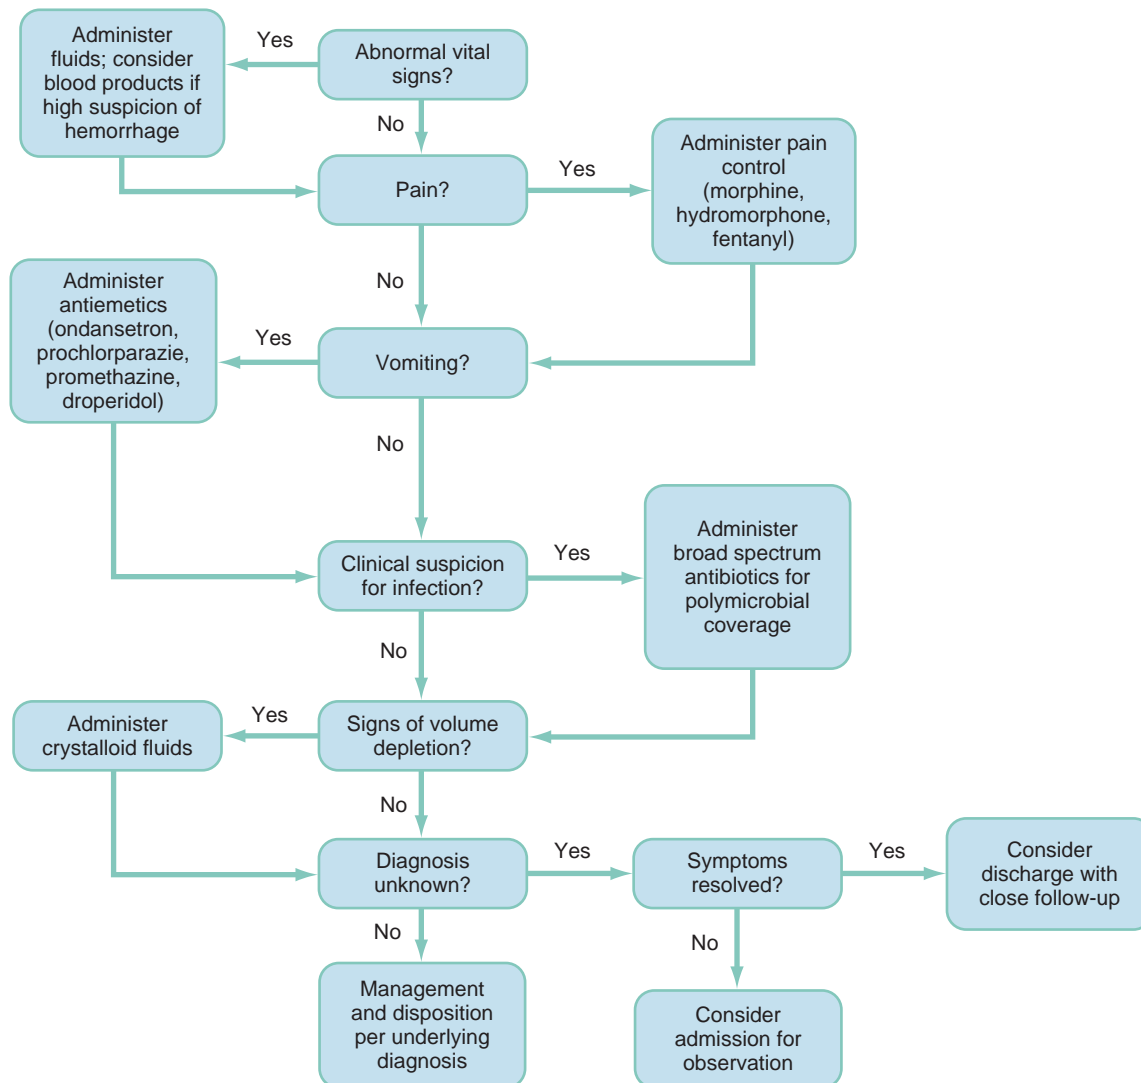 Administer
fluids; consider
blood products if
high suspicion of
hemorrhage
Yes
Abnormal vital
signs?
No
Pain?
Yes
Administer pain
control
(morphine,
hydromorphone,
fentanyl)
No
Administer
antiemetics
(ondansetron,
prochlorparazie,
promethazine,
droperidol)
Yes
Vomiting?
No
Clinical suspicion
for infection?
Yes
Administer
broad spectrum
antibiotics for
polymicrobial
coverage
No
Administer
crystalloid fluids
Yes
Signs of volume
depletion?
No
Diagnosis
unknown?
Yes
Symptoms
resolved?
Yes
Consider
discharge with
close follow-up
No
No
Management
and disposition
per underlying
diagnosis
Consider
admission for
observation